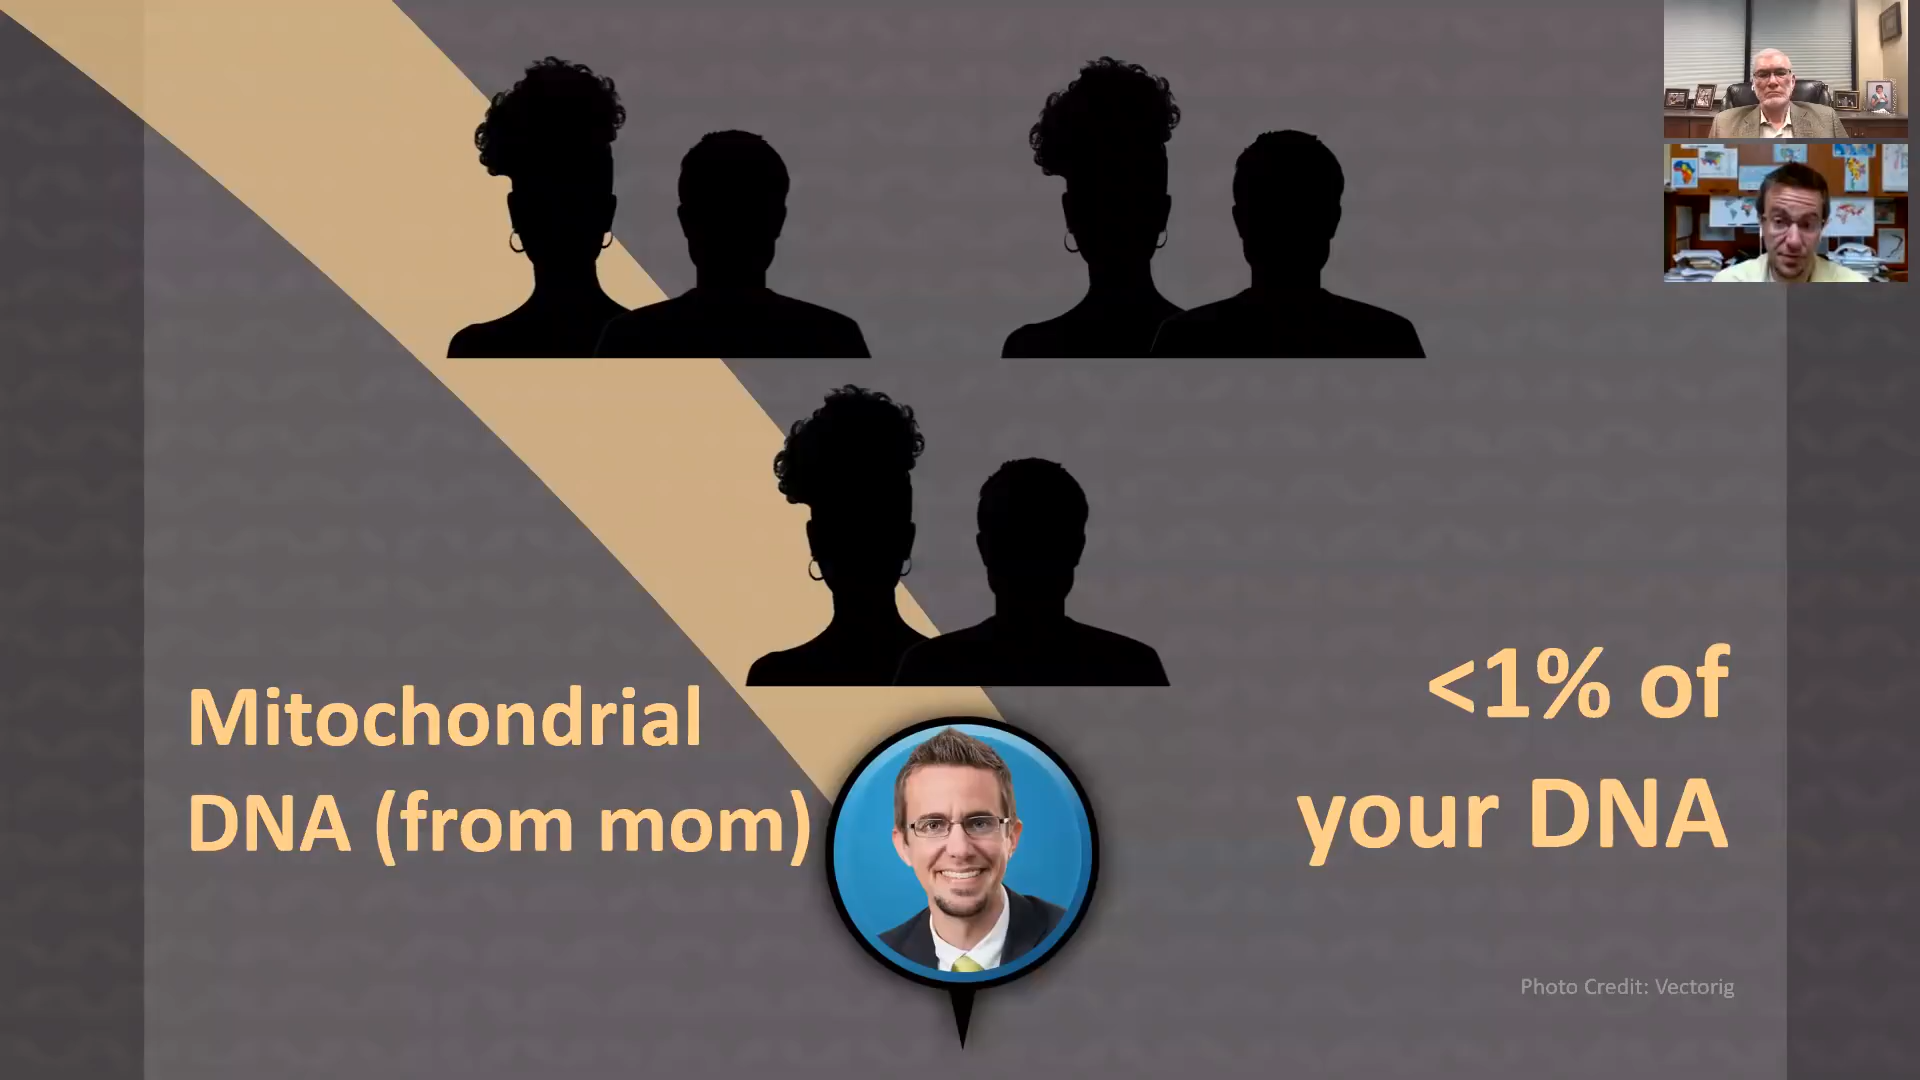 Mitochondrial
DNA (from mom)
<1% of
your DNA
Photo Credit: Vectorig